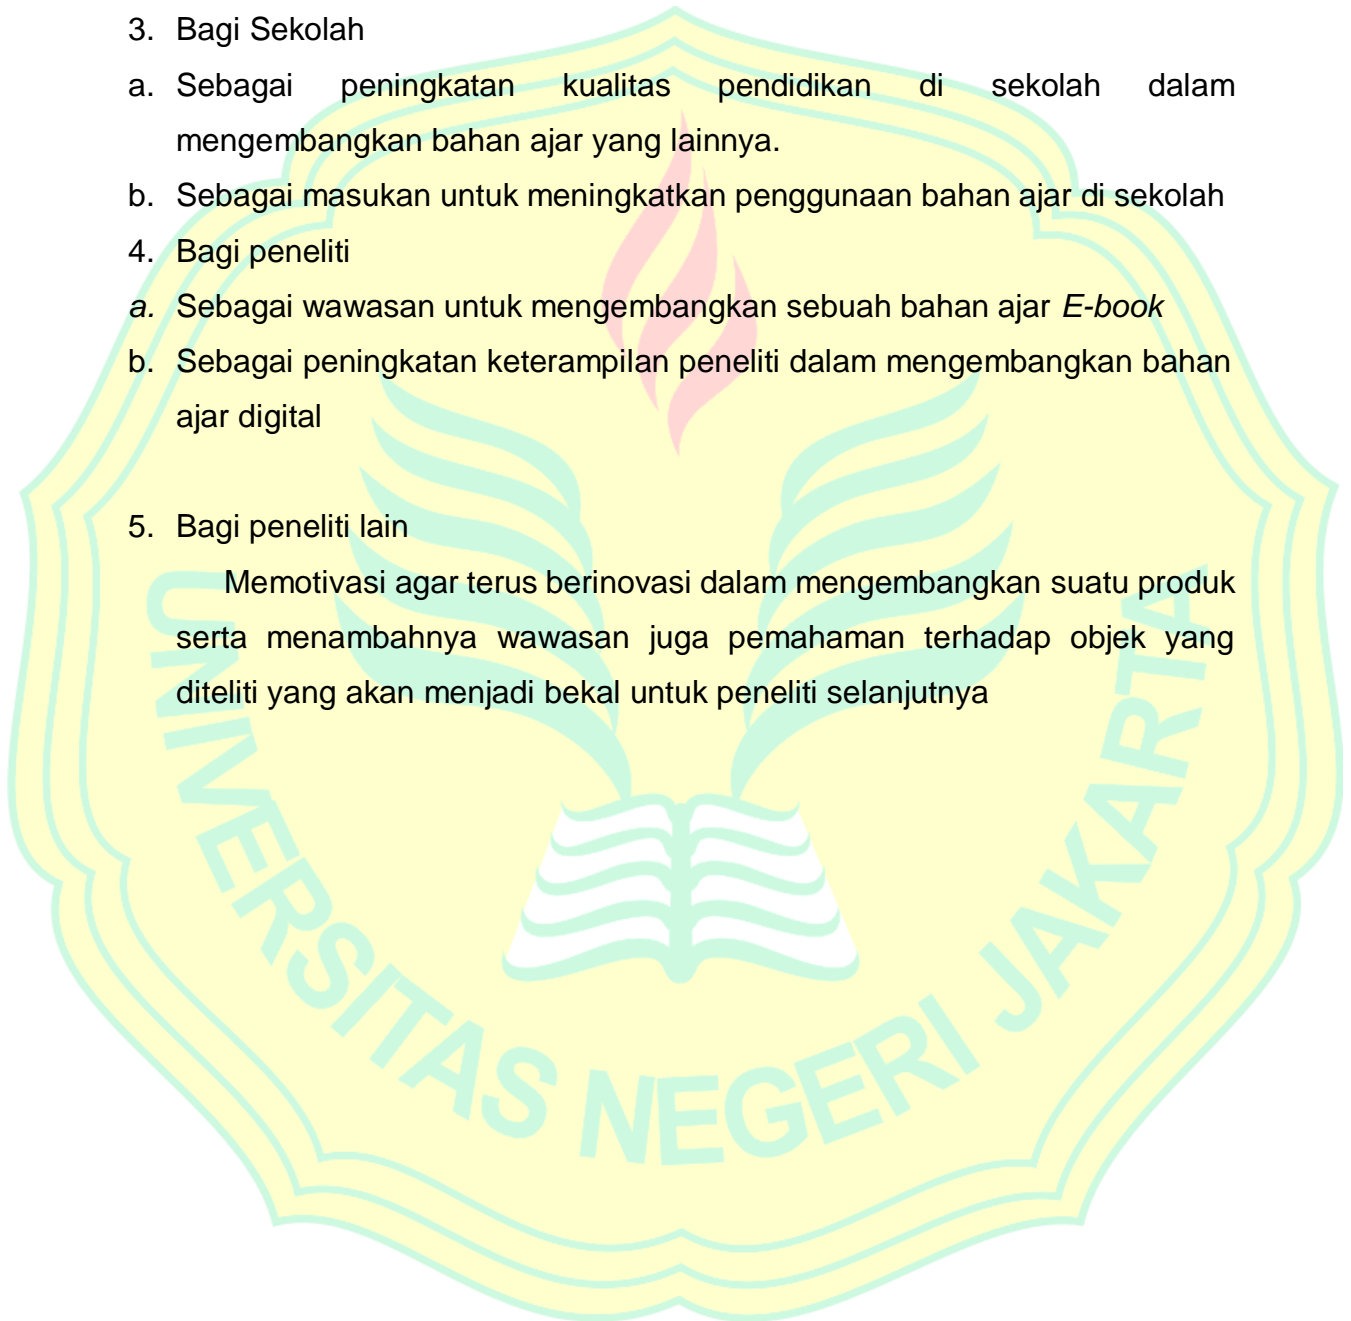 3. Bagi Sekolah
a. Sebagai peningkatan kualitas pendidikan di sekolah dalam
mengembangkan bahan ajar yang lainnya.
b. Sebagai masukan untuk meningkatkan penggunaan bahan ajar di sekolah
4. Bagi peneliti
a. Sebagai wawasan untuk mengembangkan sebuah bahan ajar E-book
b. Sebagai peningkatan keterampilan peneliti dalam mengembangkan bahan
ajar digital
5. Bagi peneliti lain
Memotivasi agar terus berinovasi dalam mengembangkan suatu produk
serta menambahnya wawasan juga pemahaman terhadap objek yang
diteliti yang akan menjadi bekal untuk peneliti selanjutnya
UNIVERSITAS NEGERI JAKARTA